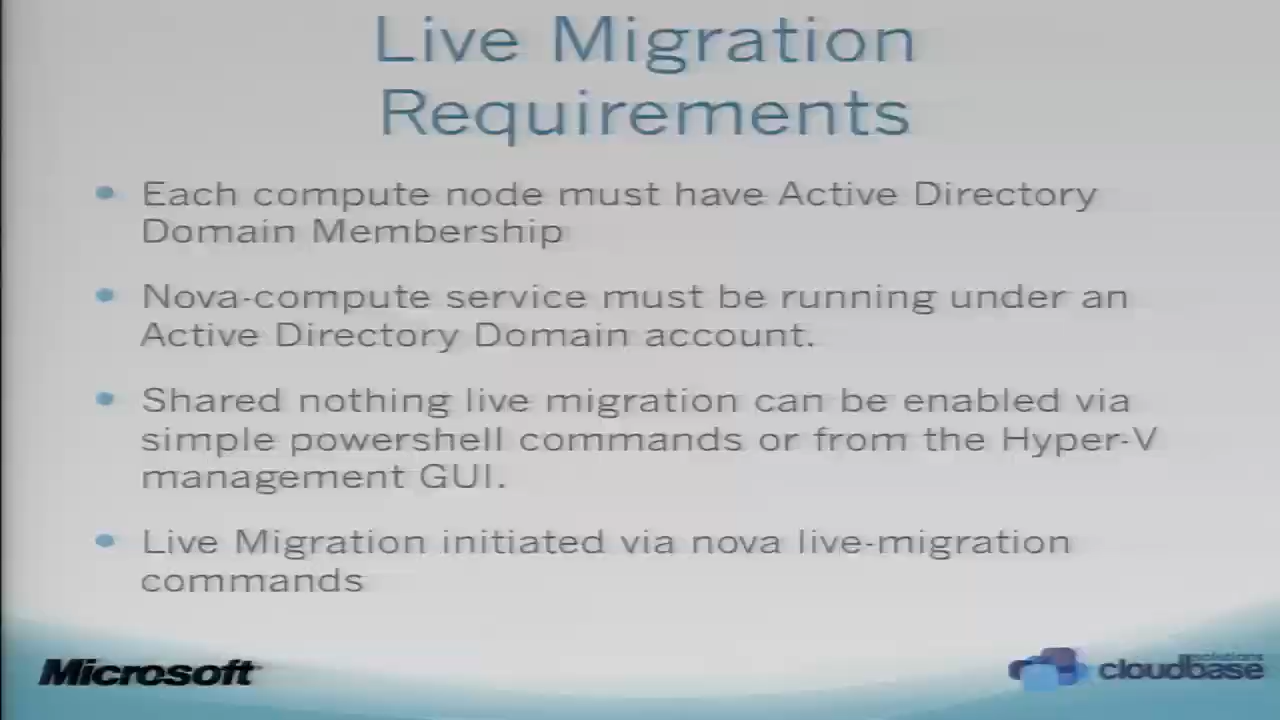 Live Migration
Requirements
• Each compute node must have Active Directory
Domain Membership
• Nova-compute service must be running under an
Active Directory Domain account.
• Shared nothing live migration can be enabled via
simple powershell commands or from the Hyper-V
management GUI.
• Live Migration initiated via nova live-migration
commands
Microsoft
solutions
cloudbase